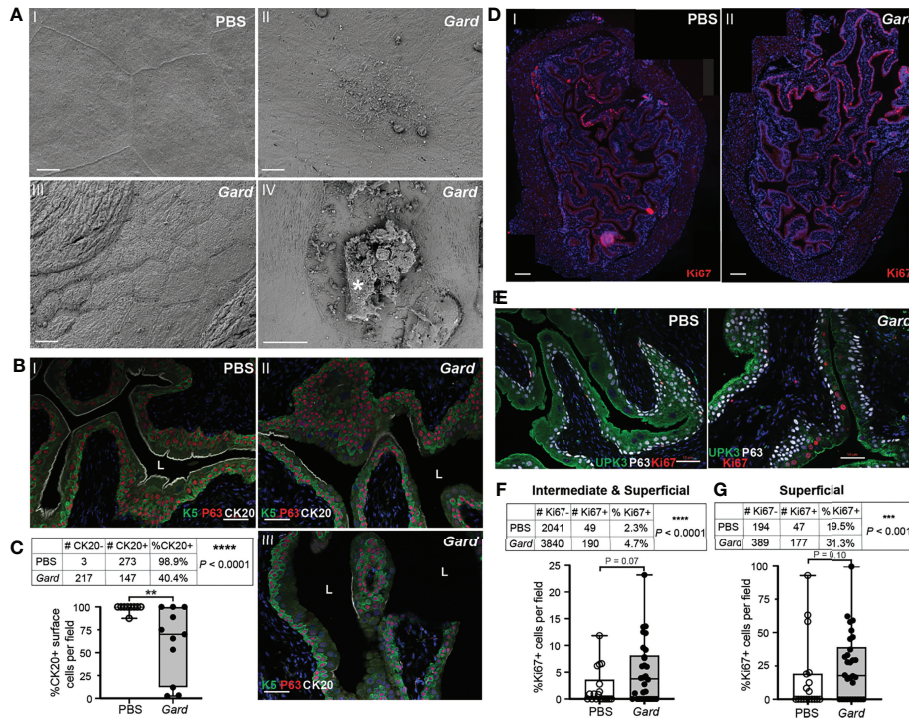 A
I
PBS
II
Gard
III
Gard
IV
Gard
*
B
I
PBS
L
K5 P63 CK20
II
Gard
L
K5 P63 CK20
III
Gard
L
L
K5 P63 CK20
C
# CK20- # CK20+ %CK20+ ****
PBS 3 273 98.9% P < 0.0001
Gard 217 147 40.4%
**
%CK20+ surface
cells per field
100
75
50
25
0
PBS Gard
D
I
PBS
Ki67
II
Gard
Ki67
E
PBS
UPK3 P63 Ki67
Gard
UPK3 P63
Ki67
F
Intermediate & Superficial
# Ki67- # Ki67+ % Ki67+ ****
PBS 2041 49 2.3% P < 0.0001
Gard 3840 190 4.7%
P = 0.07
%Ki67+ cells per field
25
20
15
10
5
0
PBS Gard
G
Superficial
# Ki67- # Ki67+ % Ki67+ ***
PBS 194 47 19.5% P < 0.001
Gard 389 177 31.3%
P = 0.10
%Ki67+ cells per field
100
75
50
25
0
PBS Gard